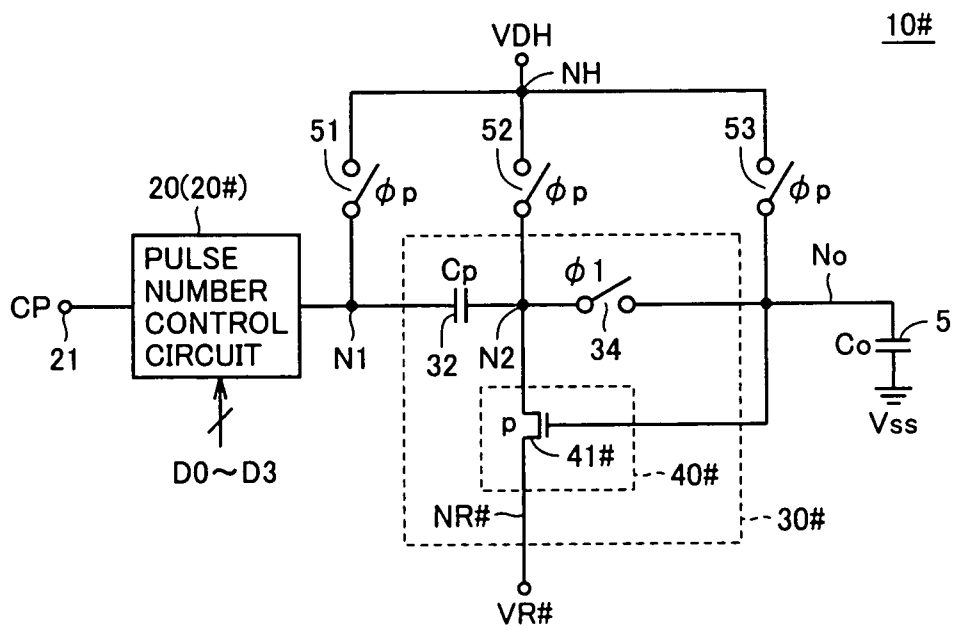 10#
VDH
NH
51
52
53
ϕp
ϕp
ϕp
20(20#)
PULSE
NUMBER
CONTROL
CIRCUIT
CP
21
N1
Cp
32
N2
ϕ1
34
No
5
Co
Vss
p
41#
40#
D0～D3
NR#
30#
VR#